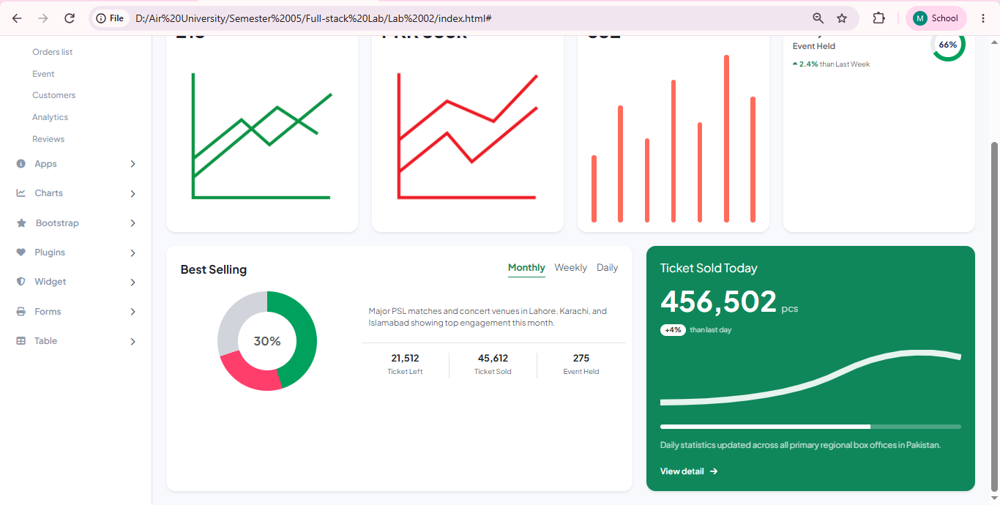 File
D:/Air%20University/Semester%2005/Full-stack%20Lab/Lab%2002/index.html#
M
School
Orders list
Event
Customers
Analytics
Reviews
Apps
Charts
Bootstrap
Plugins
Widget
Forms
Table
Event Held
2.4% than Last Week
66%
Best Selling
Monthly
Weekly
Daily
30%
Major PSL matches and concert venues in Lahore, Karachi, and
Islamabad showing top engagement this month.
21,512
Ticket Left
45,612
Ticket Sold
275
Event Held
Ticket Sold Today
456,502 pcs
+4% than last day
Daily statistics updated across all primary regional box offices in Pakistan.
View detail